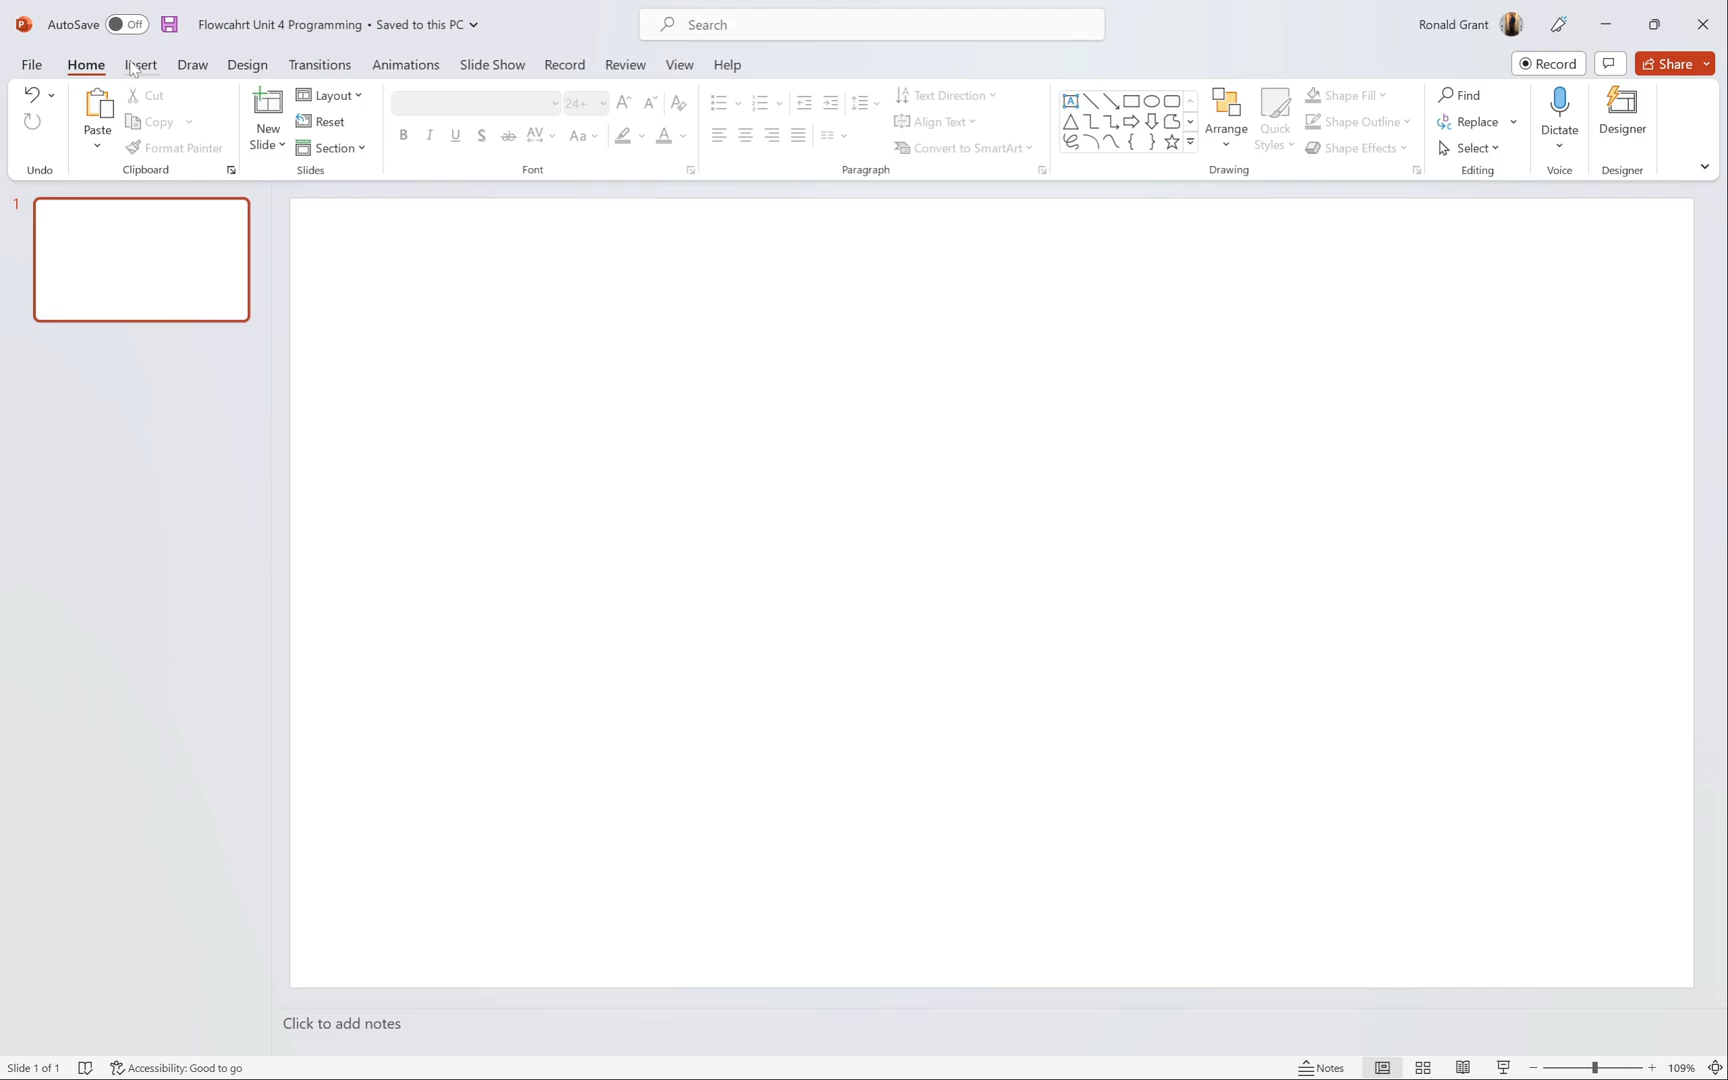 AutoSave Off Flowcahrt Unit 4 Programming • Saved to this PC Search Ronald Grant
File Home Insert Draw Design Transitions Animations Slide Show Record Review View Help Record Share
Paste
Cut
Copy
Format Painter
New Slide
Layout
Reset
Section
24+
B I U S ab AV Aa A
Text Direction
Align Text
Convert to SmartArt
Arrange
Quick Styles
Shape Fill
Shape Outline
Shape Effects
Find
Replace
Select
Dictate
Designer
Undo Clipboard Slides Font Paragraph Drawing Editing Voice Designer
1
Click to add notes
Slide 1 of 1 Accessibility: Good to go Notes 109%